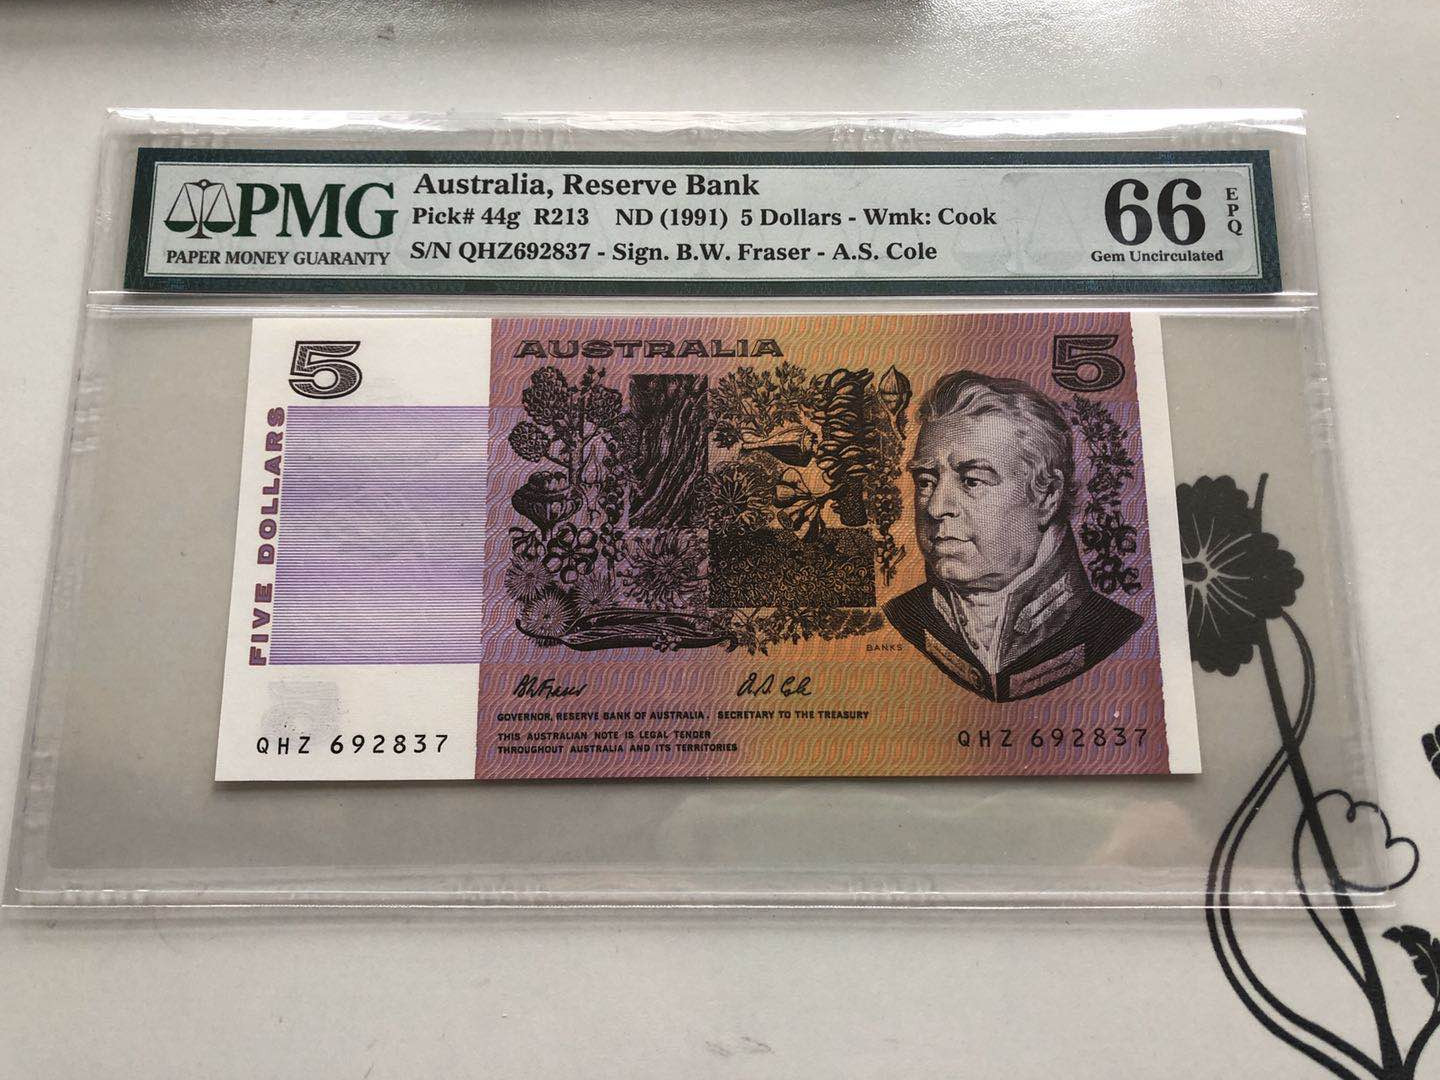 PMG
PAPER MONEY GUARANTY
Australia, Reserve Bank
Pick# 44g R213 ND (1991) 5 Dollars - Wmk: Cook
S/N QHZ692837 - Sign. B.W. Fraser - A.S. Cole
66
EPQ
Gem Uncirculated
5
AUSTRALIA
5
FIVE DOLLARS
BANKS
BWFraser
A.S. Cole
GOVERNOR, RESERVE BANK OF AUSTRALIA. SECRETARY TO THE TREASURY
THIS AUSTRALIAN NOTE IS LEGAL TENDER
THROUGHOUT AUSTRALIA AND ITS TERRITORIES
QHZ 692837
QHZ 692837